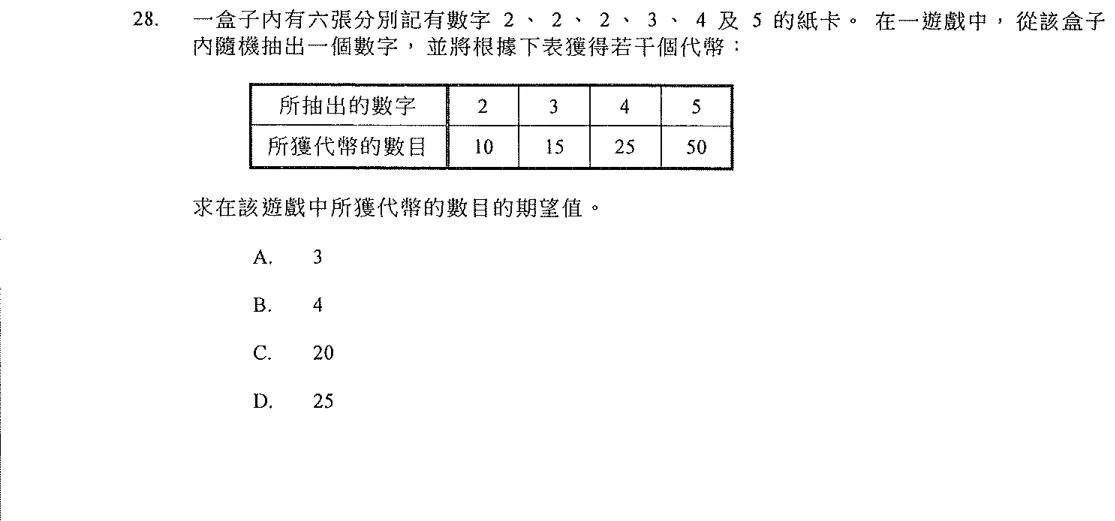 28. 一盒子內有六張分別記有數字 2、2、2、3、4 及 5 的紙卡。在一遊戲中，從該盒子
內隨機抽出一個數字，並將根據下表獲得若干個代幣：
所抽出的數字 2 3 4 5
所獲代幣的數目 10 15 25 50
求在該遊戲中所獲代幣的數目的期望值。
A. 3
B. 4
C. 20
D. 25